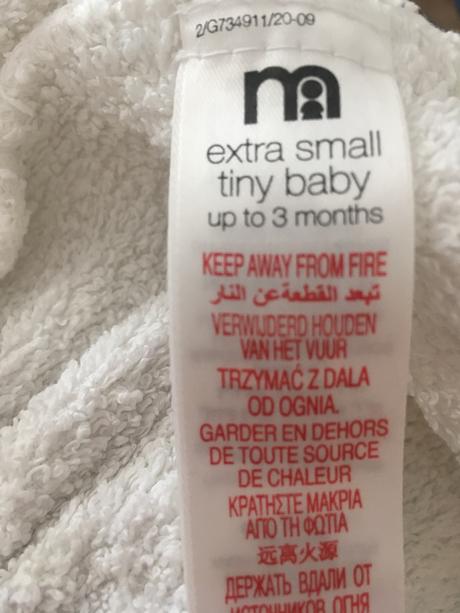 2/G734911/20-09
m
extra small
tiny baby
up to 3 months
KEEP AWAY FROM FIRE
تبعد القطعة عن النار
VERWIJDERD HOUDEN
VAN HET VUUR
TRZYMAĆ Z DALA
OD OGNIA.
GARDER EN DEHORS
DE TOUTE SOURCE
DE CHALEUR
ΚΡΑΤΗΣΤΕ ΜΑΚΡΙΑ
ΑΠΟ ΤΗ ΦΩΤΙΑ
远离火源
ДЕРЖАТЬ ВДАЛИ ОТ
ИСТОЧНИКОВ ОГНЯ